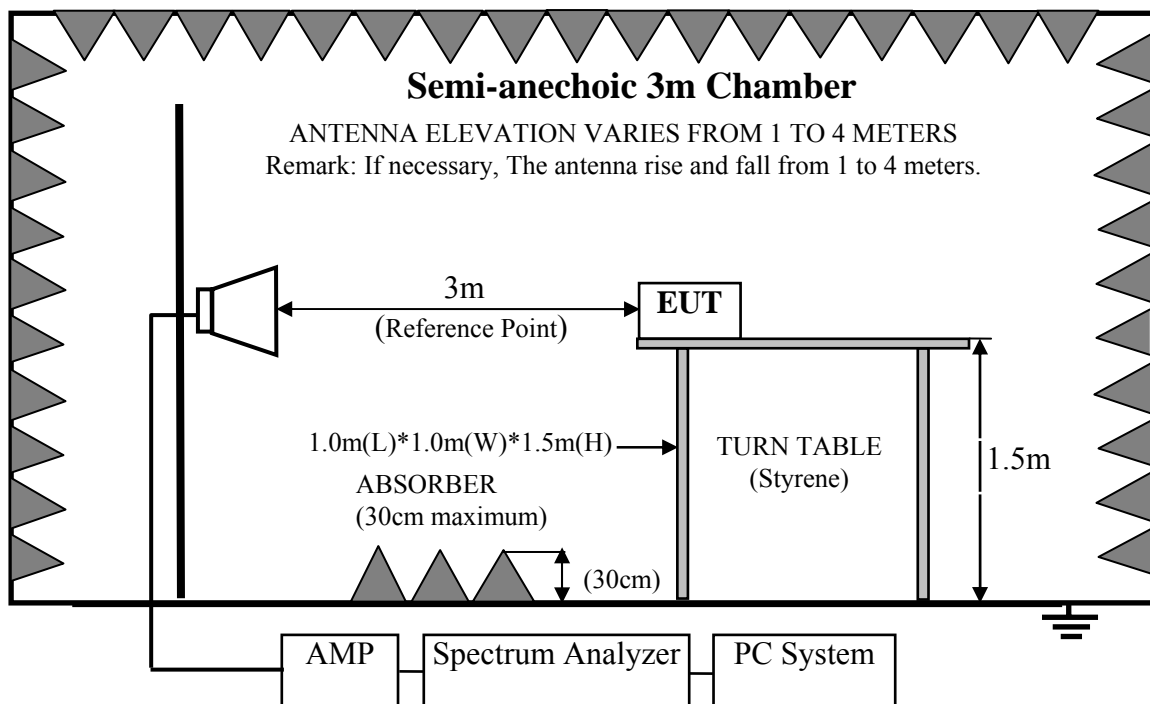 Semi-anechoic 3m Chamber
ANTENNA ELEVATION VARIES FROM 1 TO 4 METERS
Remark: If necessary, The antenna rise and fall from 1 to 4 meters.
3m
(Reference Point)
EUT
1.0m(L)*1.0m(W)*1.5m(H)
TURN TABLE
(Styrene)
1.5m
ABSORBER
(30cm maximum)
(30cm)
AMP
Spectrum Analyzer
PC System